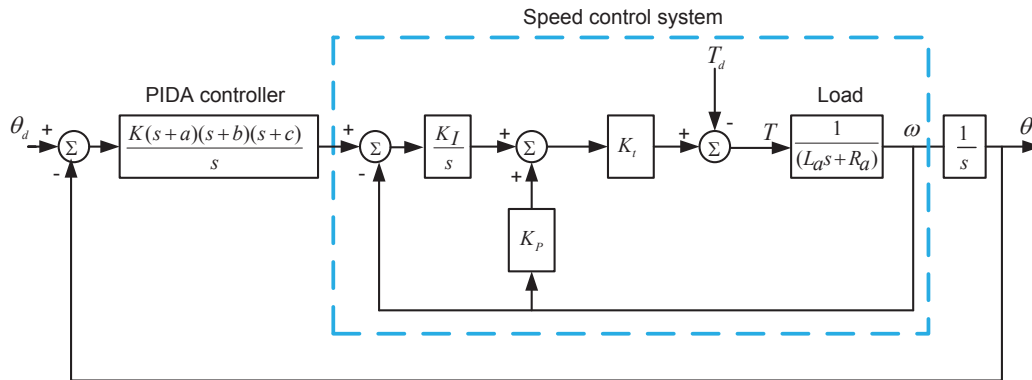 Speed control system
T_d
PIDA controller
Load
θ_d
+
Σ
-
K(s+a)(s+b)(s+c)
s
+
Σ
-
K_I
s
+
Σ
+
K_t
+
Σ
-
T
1
(L_a s+R_a)
ω
1
s
θ
K_P